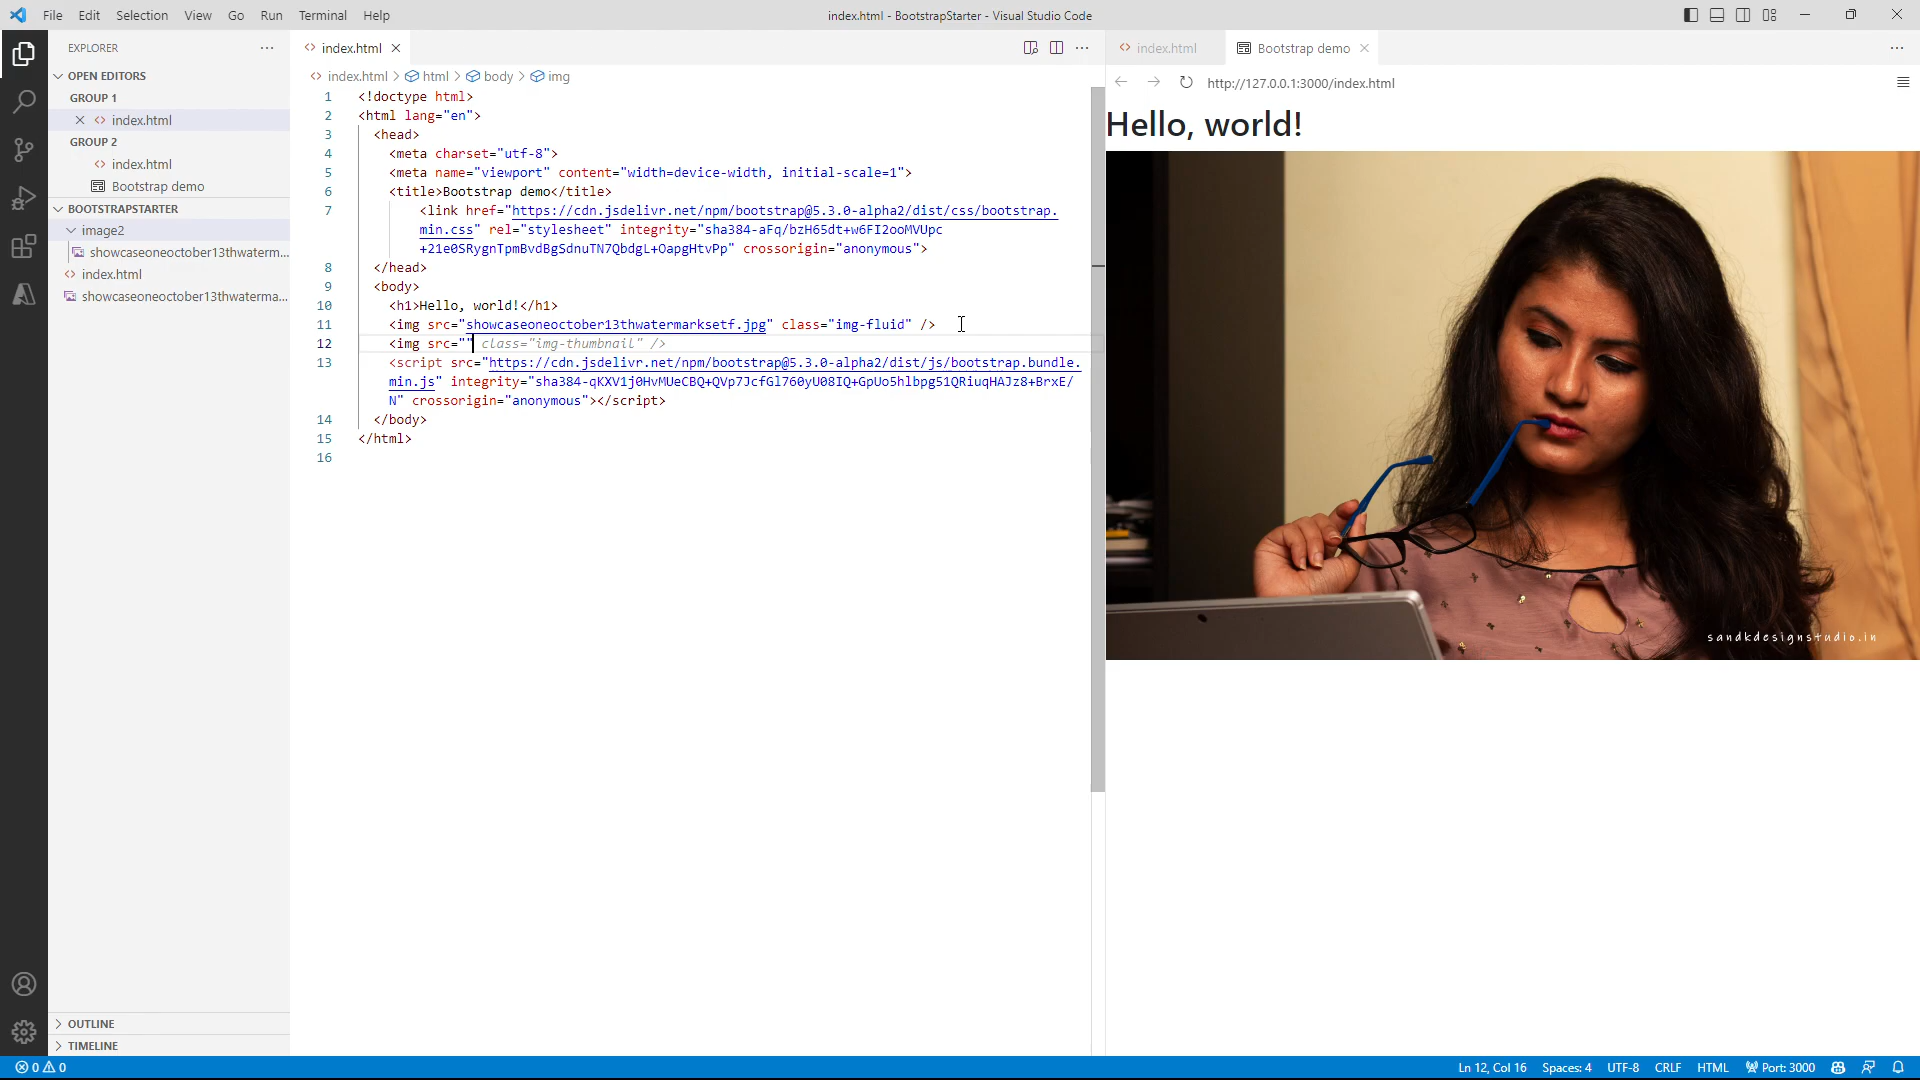 File Edit Selection View Go Run Terminal Help
index.html - BootstrapStarter - Visual Studio Code
EXPLORER
OPEN EDITORS
GROUP 1
index.html
GROUP 2
index.html
Bootstrap demo
BOOTSTRAPSTARTER
image2
showcaseoneoctober13thwaterm...
index.html
showcaseoneoctober13thwaterma...
OUTLINE
TIMELINE
index.html
index.html > html > body > img
1 <!doctype html>
2 <html lang="en">
3 <head>
4 <meta charset="utf-8">
5 <meta name="viewport" content="width=device-width, initial-scale=1">
6 <title>Bootstrap demo</title>
7 <link href="https://cdn.jsdelivr.net/npm/bootstrap@5.3.0-alpha2/dist/css/bootstrap.
min.css" rel="stylesheet" integrity="sha384-aFq/bzH65dt+w6FI2ooMVUpc
+21e0SRygnTpmBvdBgSdnuTN7QbdgL+OapgHtvPp" crossorigin="anonymous">
8 </head>
9 <body>
10 <h1>Hello, world!</h1>
11 <img src="showcaseoneoctober13thwatermarksetf.jpg" class="img-fluid" />
12 <img src="" class="img-thumbnail" />
13 <script src="https://cdn.jsdelivr.net/npm/bootstrap@5.3.0-alpha2/dist/js/bootstrap.bundle.
min.js" integrity="sha384-qKXV1j0HvMUeCBQ+QVp7JcfGl760yU08IQ+GpUo5hlbpg51QRiuqHAJz8+BrxE/
N" crossorigin="anonymous"></script>
14 </body>
15 </html>
16
index.html Bootstrap demo
http://127.0.0.1:3000/index.html
Hello, world!
sandkdesignstudio.in
0 0
Ln 12, Col 16 Spaces: 4 UTF-8 CRLF HTML Port: 3000